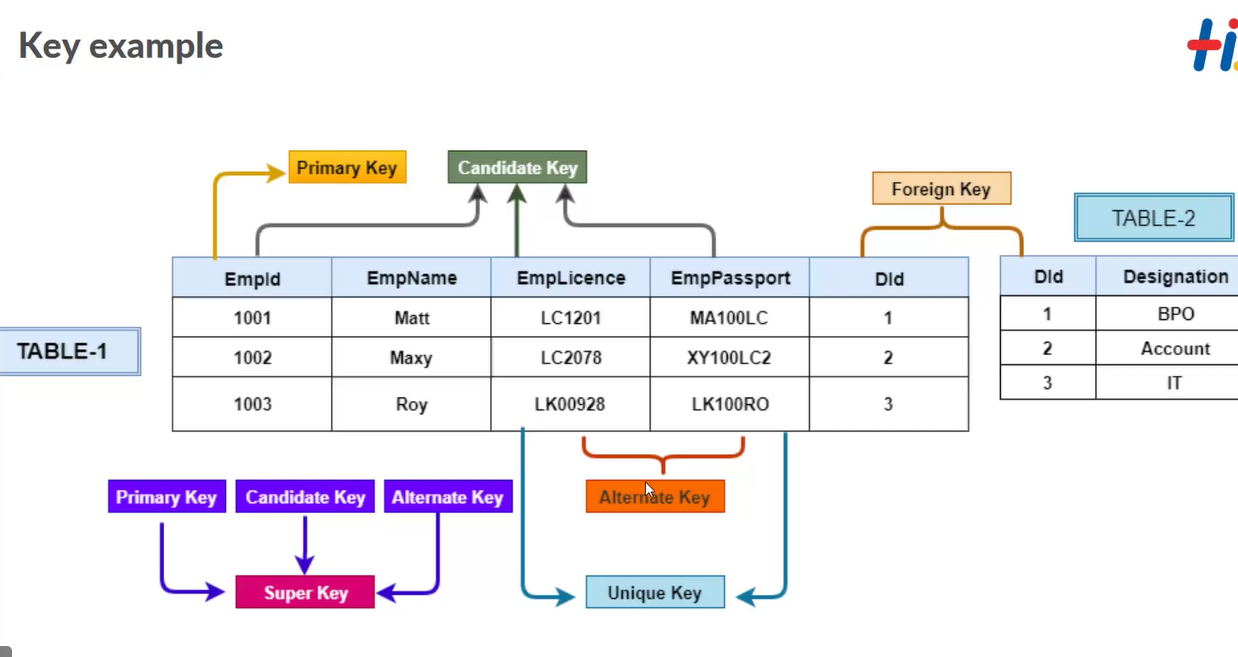 Key example
Hi
Primary Key
Candidate Key
Foreign Key
TABLE-2
TABLE-1
EmpId EmpName EmpLicence EmpPassport DId
1001 Matt LC1201 MA100LC 1
1002 Maxy LC2078 XY100LC2 2
1003 Roy LK00928 LK100RO 3
DId Designation
1 BPO
2 Account
3 IT
Primary Key
Candidate Key
Alternate Key
Alternate Key
Super Key
Unique Key